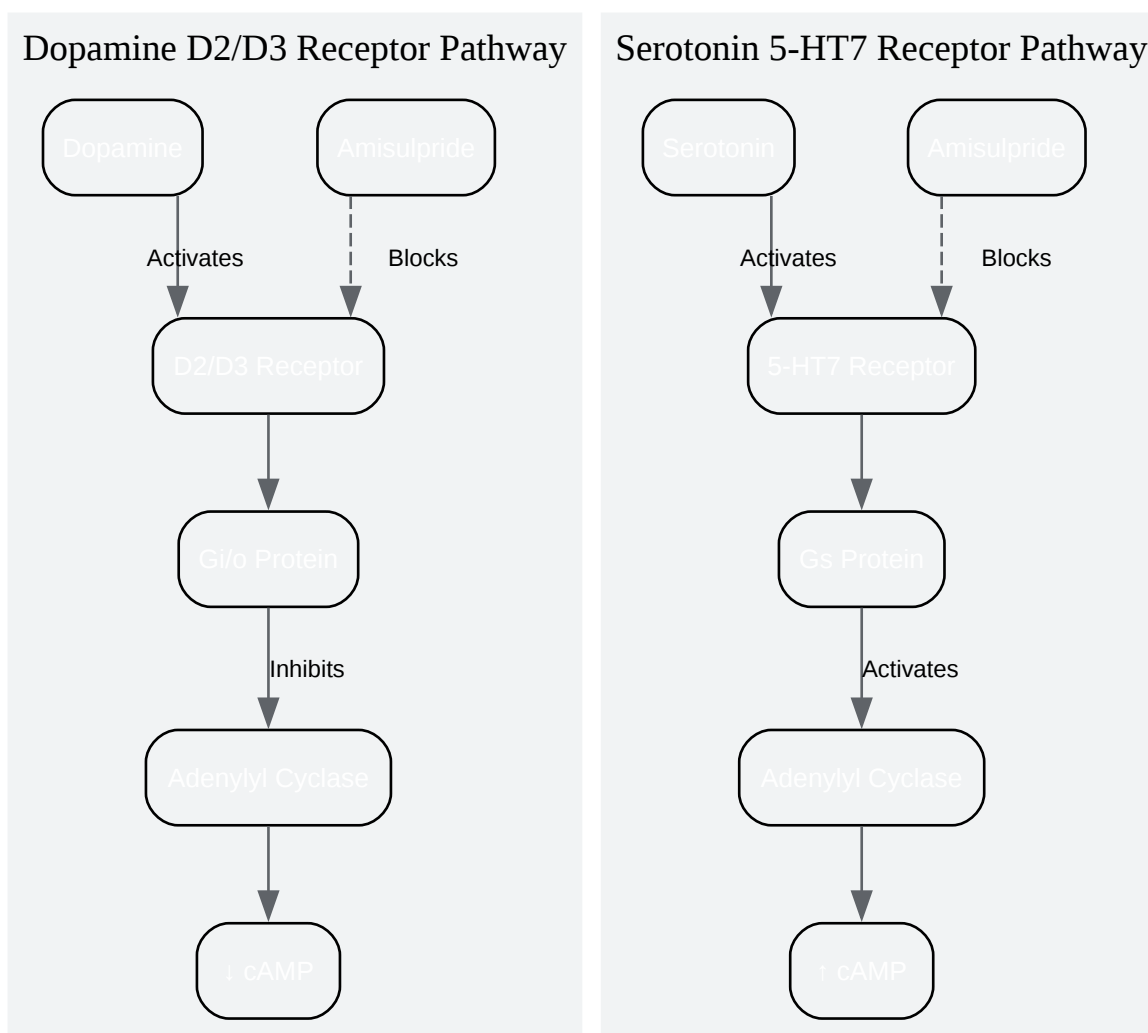 Dopamine D2/D3 Receptor Pathway
Dopamine
Amisulpride
Activates
Blocks
D2/D3 Receptor
Gi/o Protein
Inhibits
Adenylyl Cyclase
↓ cAMP
Serotonin 5-HT7 Receptor Pathway
Serotonin
Amisulpride
Activates
Blocks
5-HT7 Receptor
Gs Protein
Activates
Adenylyl Cyclase
↑ cAMP